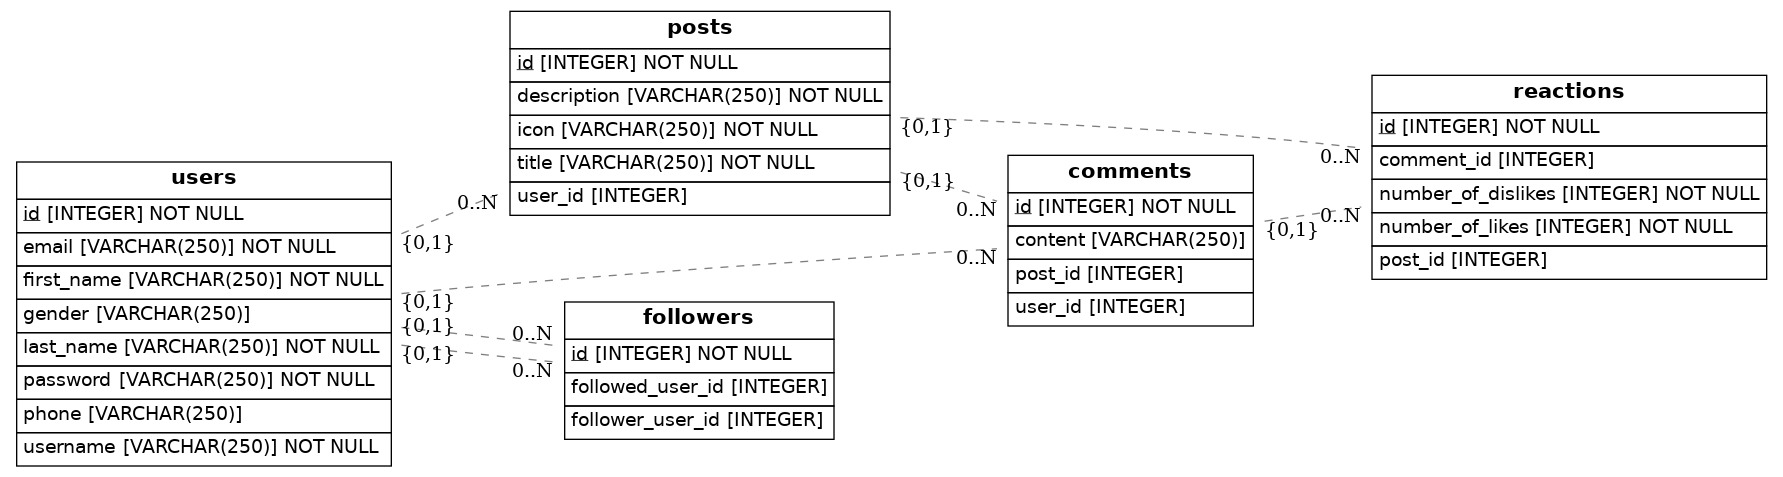 posts
id [INTEGER] NOT NULL
description [VARCHAR(250)] NOT NULL
icon [VARCHAR(250)] NOT NULL
title [VARCHAR(250)] NOT NULL
user_id [INTEGER]
reactions
id [INTEGER] NOT NULL
comment_id [INTEGER]
number_of_dislikes [INTEGER] NOT NULL
number_of_likes [INTEGER] NOT NULL
post_id [INTEGER]
comments
id [INTEGER] NOT NULL
content [VARCHAR(250)]
post_id [INTEGER]
user_id [INTEGER]
users
id [INTEGER] NOT NULL
email [VARCHAR(250)] NOT NULL
first_name [VARCHAR(250)] NOT NULL
gender [VARCHAR(250)]
last_name [VARCHAR(250)] NOT NULL
password [VARCHAR(250)] NOT NULL
phone [VARCHAR(250)]
username [VARCHAR(250)] NOT NULL
followers
id [INTEGER] NOT NULL
followed_user_id [INTEGER]
follower_user_id [INTEGER]
{0,1}
0..N
{0,1}
0..N
{0,1}
0..N
0..N
{0,1}
{0,1}
0..N
{0,1}
0..N
{0,1}
0..N